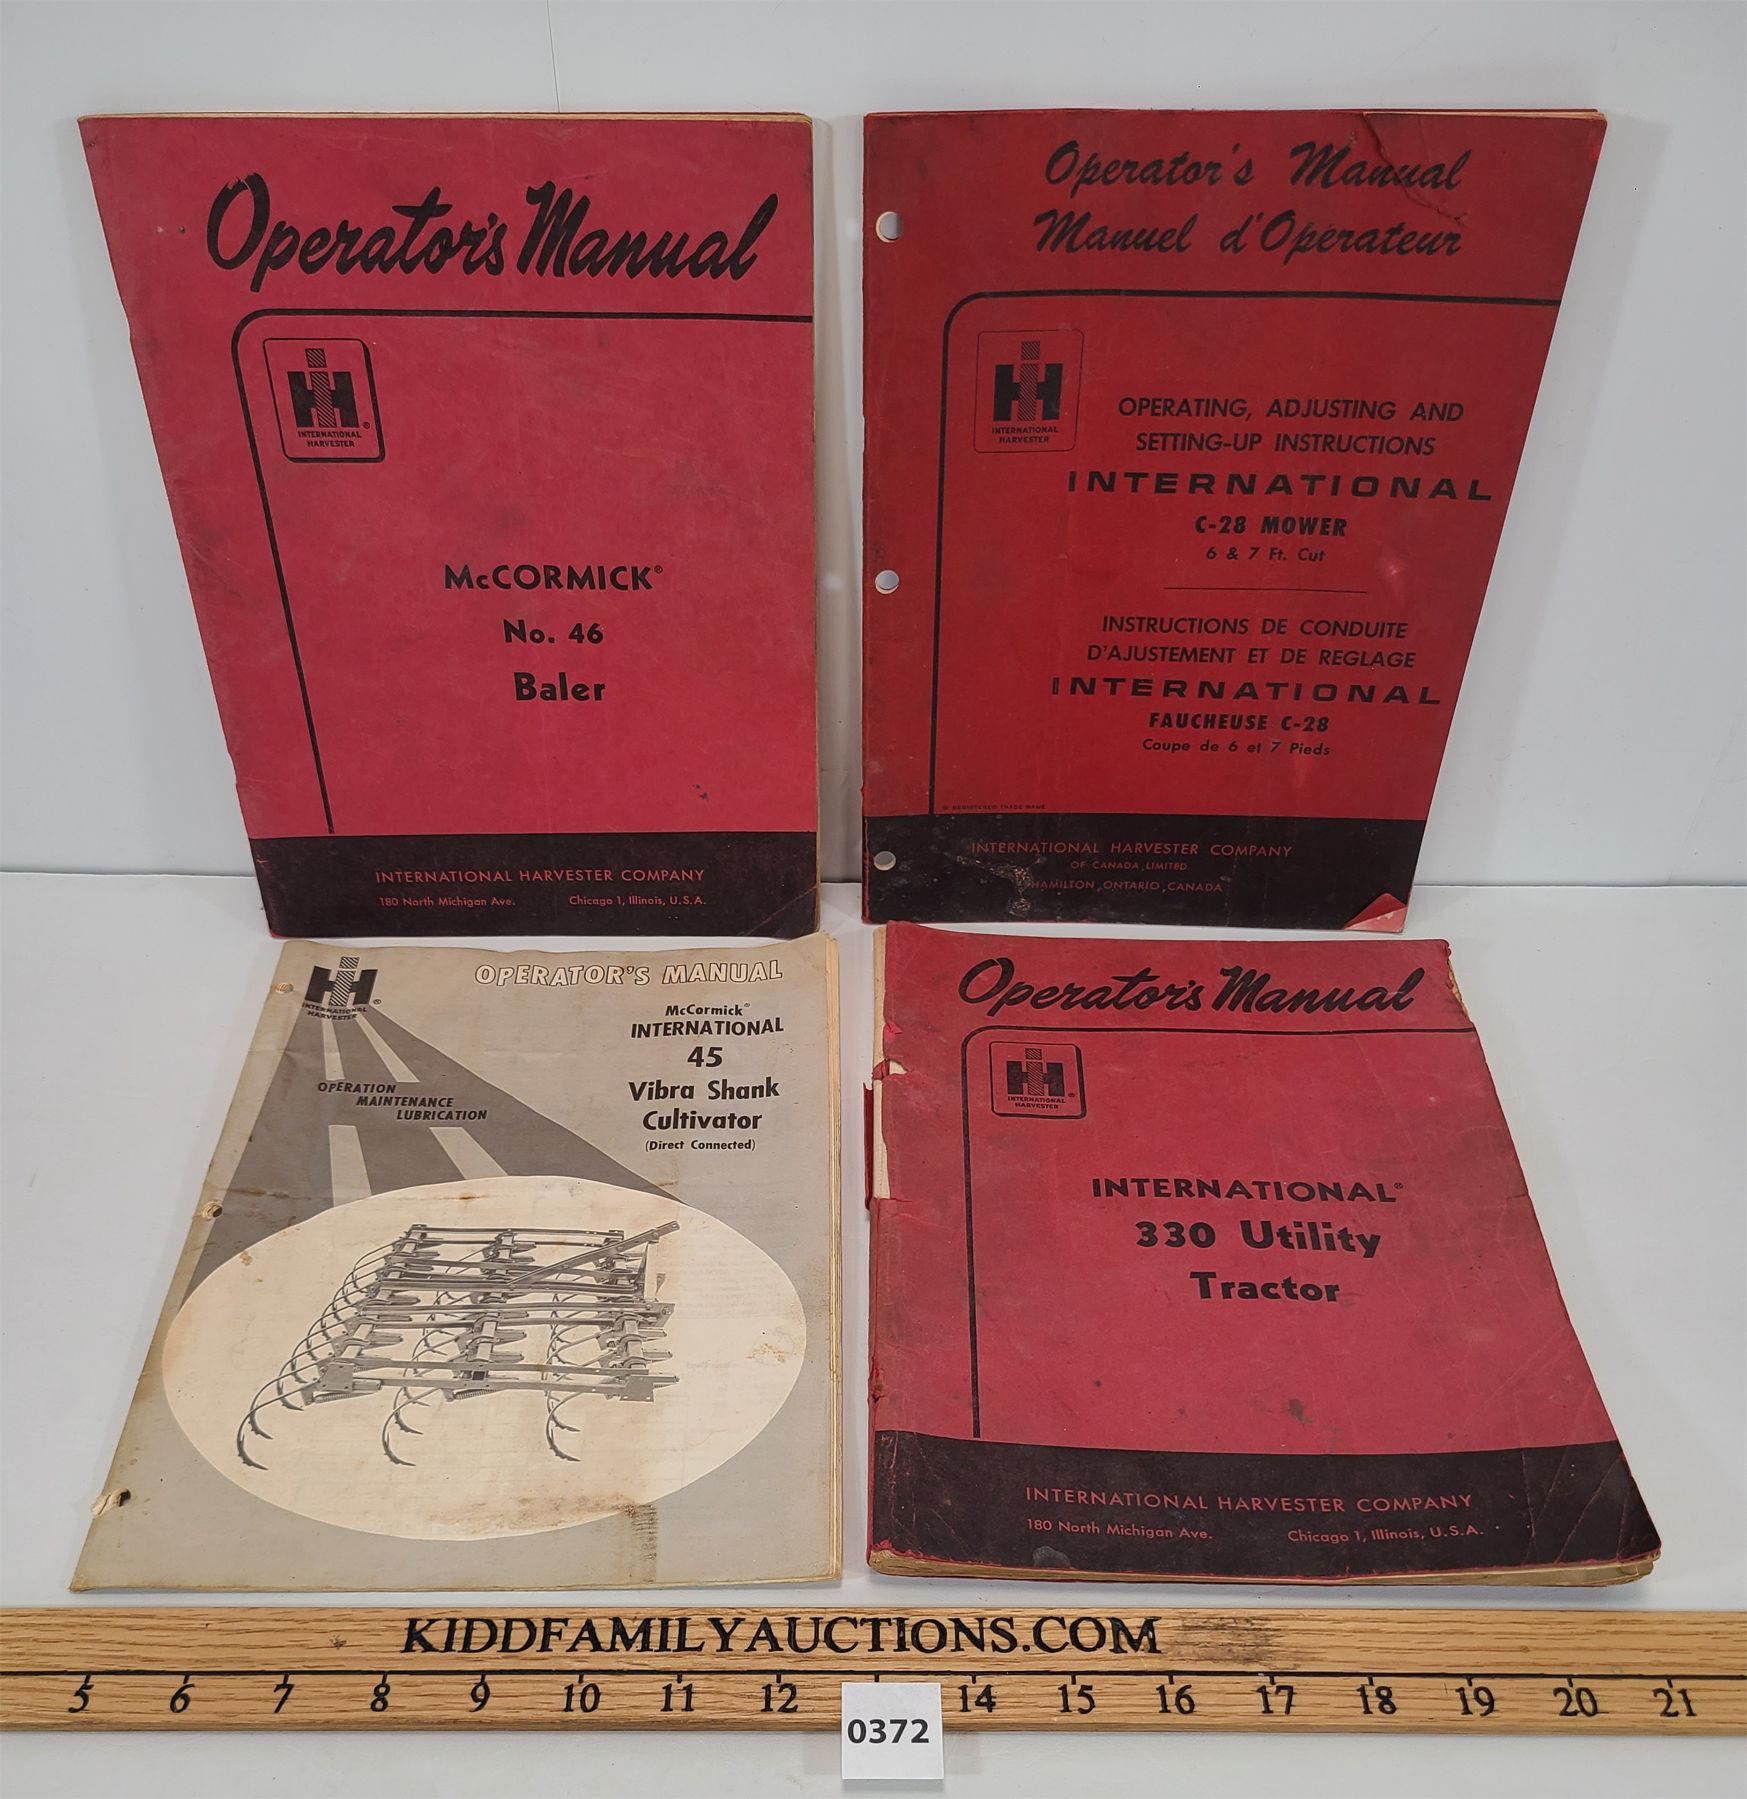 Operator's Manual
INTERNATIONAL
HARVESTER
®
McCORMICK®
No. 46
Baler
INTERNATIONAL HARVESTER COMPANY
180 North Michigan Ave. Chicago 1, Illinois, U.S.A.
Operator's Manual
Manuel d'Opérateur
INTERNATIONAL
HARVESTER
OPERATING, ADJUSTING AND
SETTING-UP INSTRUCTIONS
INTERNATIONAL
C-28 MOWER
6 & 7 Ft. Cut
INSTRUCTIONS DE CONDUITE
D'AJUSTEMENT ET DE REGLAGE
INTERNATIONAL
FAUCHEUSE C-28
Coupe de 6 et 7 Pieds
® REGISTERED TRADE NAME
INTERNATIONAL HARVESTER COMPANY
OF CANADA, LIMITED
HAMILTON, ONTARIO, CANADA
OPERATOR'S MANUAL
INTERNATIONAL
HARVESTER
®
McCormick®
INTERNATIONAL
45
Vibra Shank
Cultivator
(Direct Connected)
OPERATION
MAINTENANCE
LUBRICATION
Operator's Manual
INTERNATIONAL
HARVESTER
®
INTERNATIONAL®
330 Utility
Tractor
INTERNATIONAL HARVESTER COMPANY
180 North Michigan Ave. Chicago 1, Illinois, U.S.A.
KIDDFAMILYAUCTIONS.COM
5 6 7 8 9 10 11 12 14 15 16 17 18 19 20 21
0372